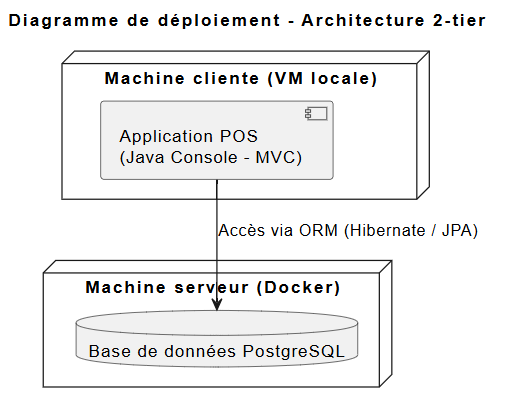 Diagramme de déploiement - Architecture 2-tier
Machine cliente (VM locale)
Application POS
(Java Console - MVC)
Accès via ORM (Hibernate / JPA)
Machine serveur (Docker)
Base de données PostgreSQL